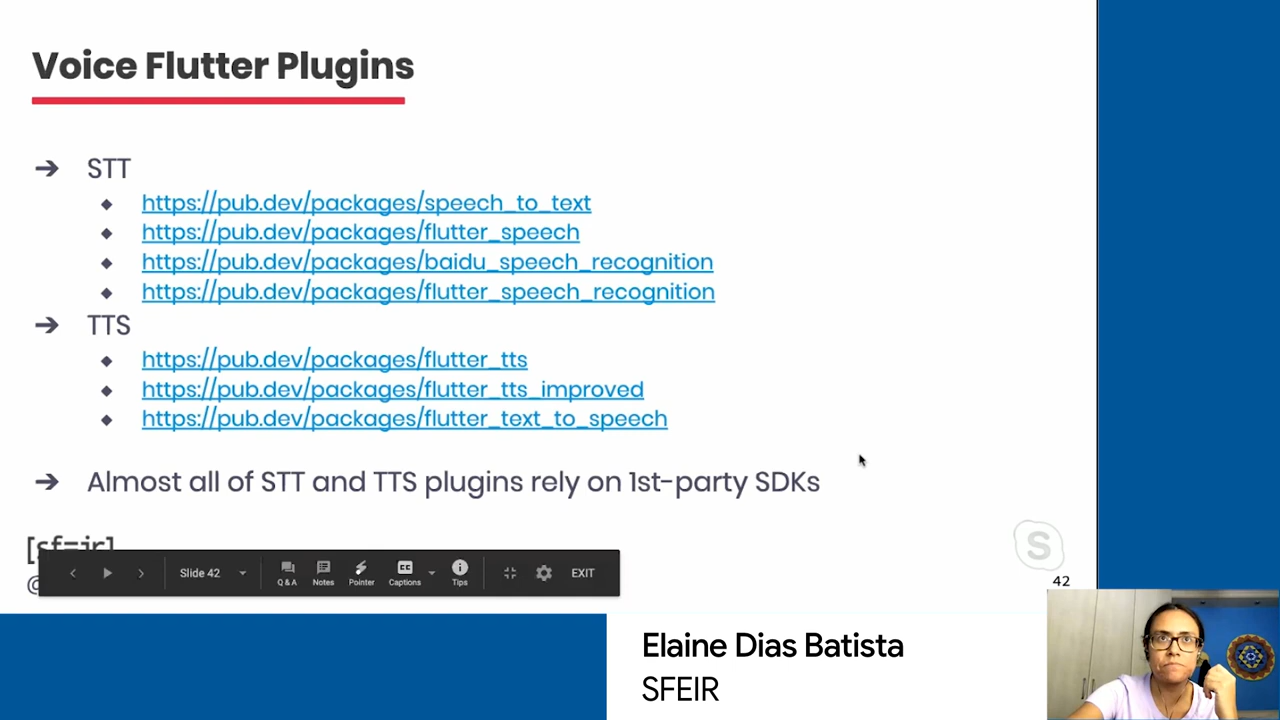 Voice Flutter Plugins
➔ STT
◆ https://pub.dev/packages/speech_to_text
◆ https://pub.dev/packages/flutter_speech
◆ https://pub.dev/packages/baidu_speech_recognition
◆ https://pub.dev/packages/flutter_speech_recognition
➔ TTS
◆ https://pub.dev/packages/flutter_tts
◆ https://pub.dev/packages/flutter_tts_improved
◆ https://pub.dev/packages/flutter_text_to_speech
➔ Almost all of STT and TTS plugins rely on 1st-party SDKs
[sf=ir]
@
S
42
Slide 42
Q & A
Notes
Pointer
CC
Captions
Tips
EXIT
Elaine Dias Batista
SFEIR